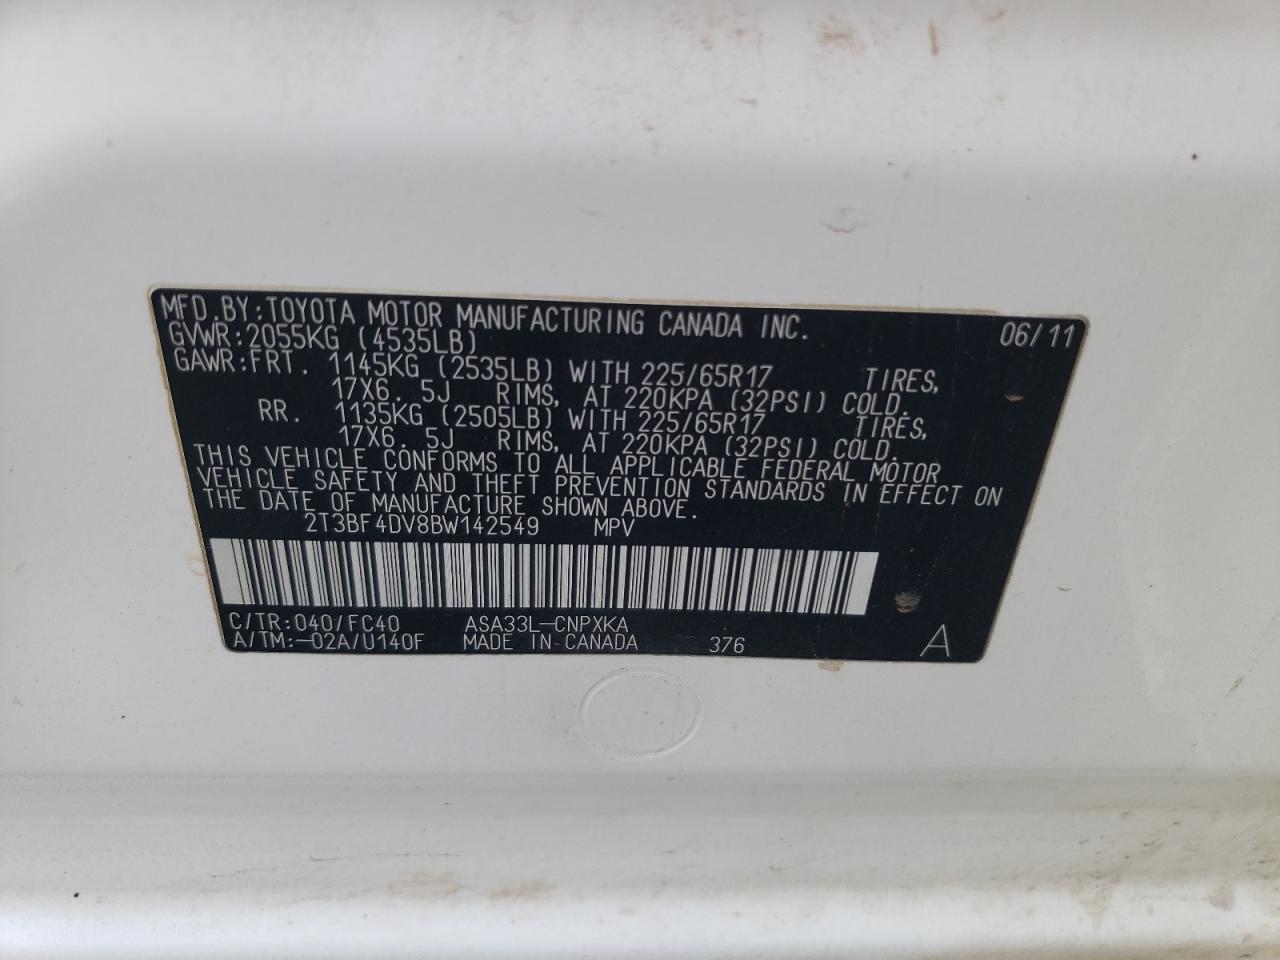 MFD.BY:TOYOTA MOTOR MANUFACTURING CANADA INC. 06/11
GVWR:2055KG (4535LB)
GAWR:FRT. 1145KG (2535LB) WITH 225/65R17 TIRES,
17X6. 5J RIMS, AT 220KPA (32PSI) COLD.
RR. 1135KG (2505LB) WITH 225/65R17 TIRES,
17X6. 5J RIMS, AT 220KPA (32PSI) COLD.
THIS VEHICLE CONFORMS TO ALL APPLICABLE FEDERAL MOTOR
VEHICLE SAFETY AND THEFT PREVENTION STANDARDS IN EFFECT ON
THE DATE OF MANUFACTURE SHOWN ABOVE.
2T3BF4DV8BW142549 MPV
C/TR:040/FC40 ASA33L-CNPXKA
A/TM:-02A/U140F MADE IN CANADA 376 A